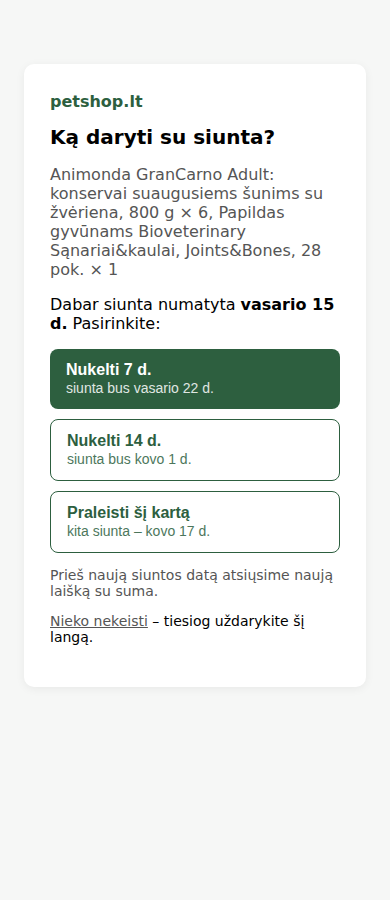 petshop.lt
Ką daryti su siunta?
Animonda GranCarno Adult:
konservai suaugusiems šunims su
žvėriena, 800 g × 6, Papildas
gyvūnams Bioveterinary
Sąnariai&kaulai, Joints&Bones, 28
pok. × 1
Dabar siunta numatyta vasario 15
d. Pasirinkite:
Nukelti 7 d.
siunta bus vasario 22 d.
Nukelti 14 d.
siunta bus kovo 1 d.
Praleisti šį kartą
kita siunta – kovo 17 d.
Prieš naują siuntos datą atsiųsime naują
laišką su suma.
Nieko nekeisti – tiesiog uždarykite šį
langą.